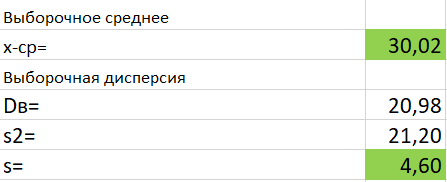 Выборочное среднее
х-ср= 30,02
Выборочная дисперсия
Dв= 20,98
s2= 21,20
s= 4,60